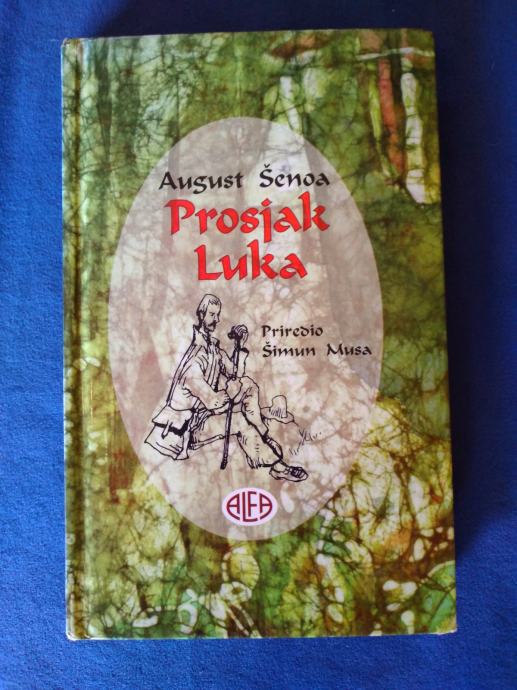 August Šenoa
Prosjak
Luka
Priredio
Šimun Musa
ALFA